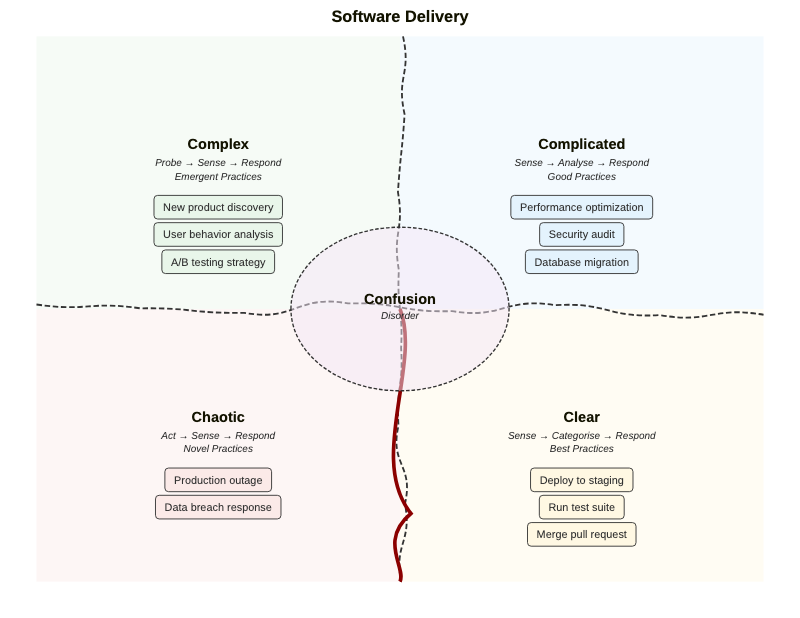 Software Delivery
Complex
Probe → Sense → Respond
Emergent Practices
New product discovery
User behavior analysis
A/B testing strategy
Complicated
Sense → Analyse → Respond
Good Practices
Performance optimization
Security audit
Database migration
Confusion
Disorder
Chaotic
Act → Sense → Respond
Novel Practices
Production outage
Data breach response
Clear
Sense → Categorise → Respond
Best Practices
Deploy to staging
Run test suite
Merge pull request